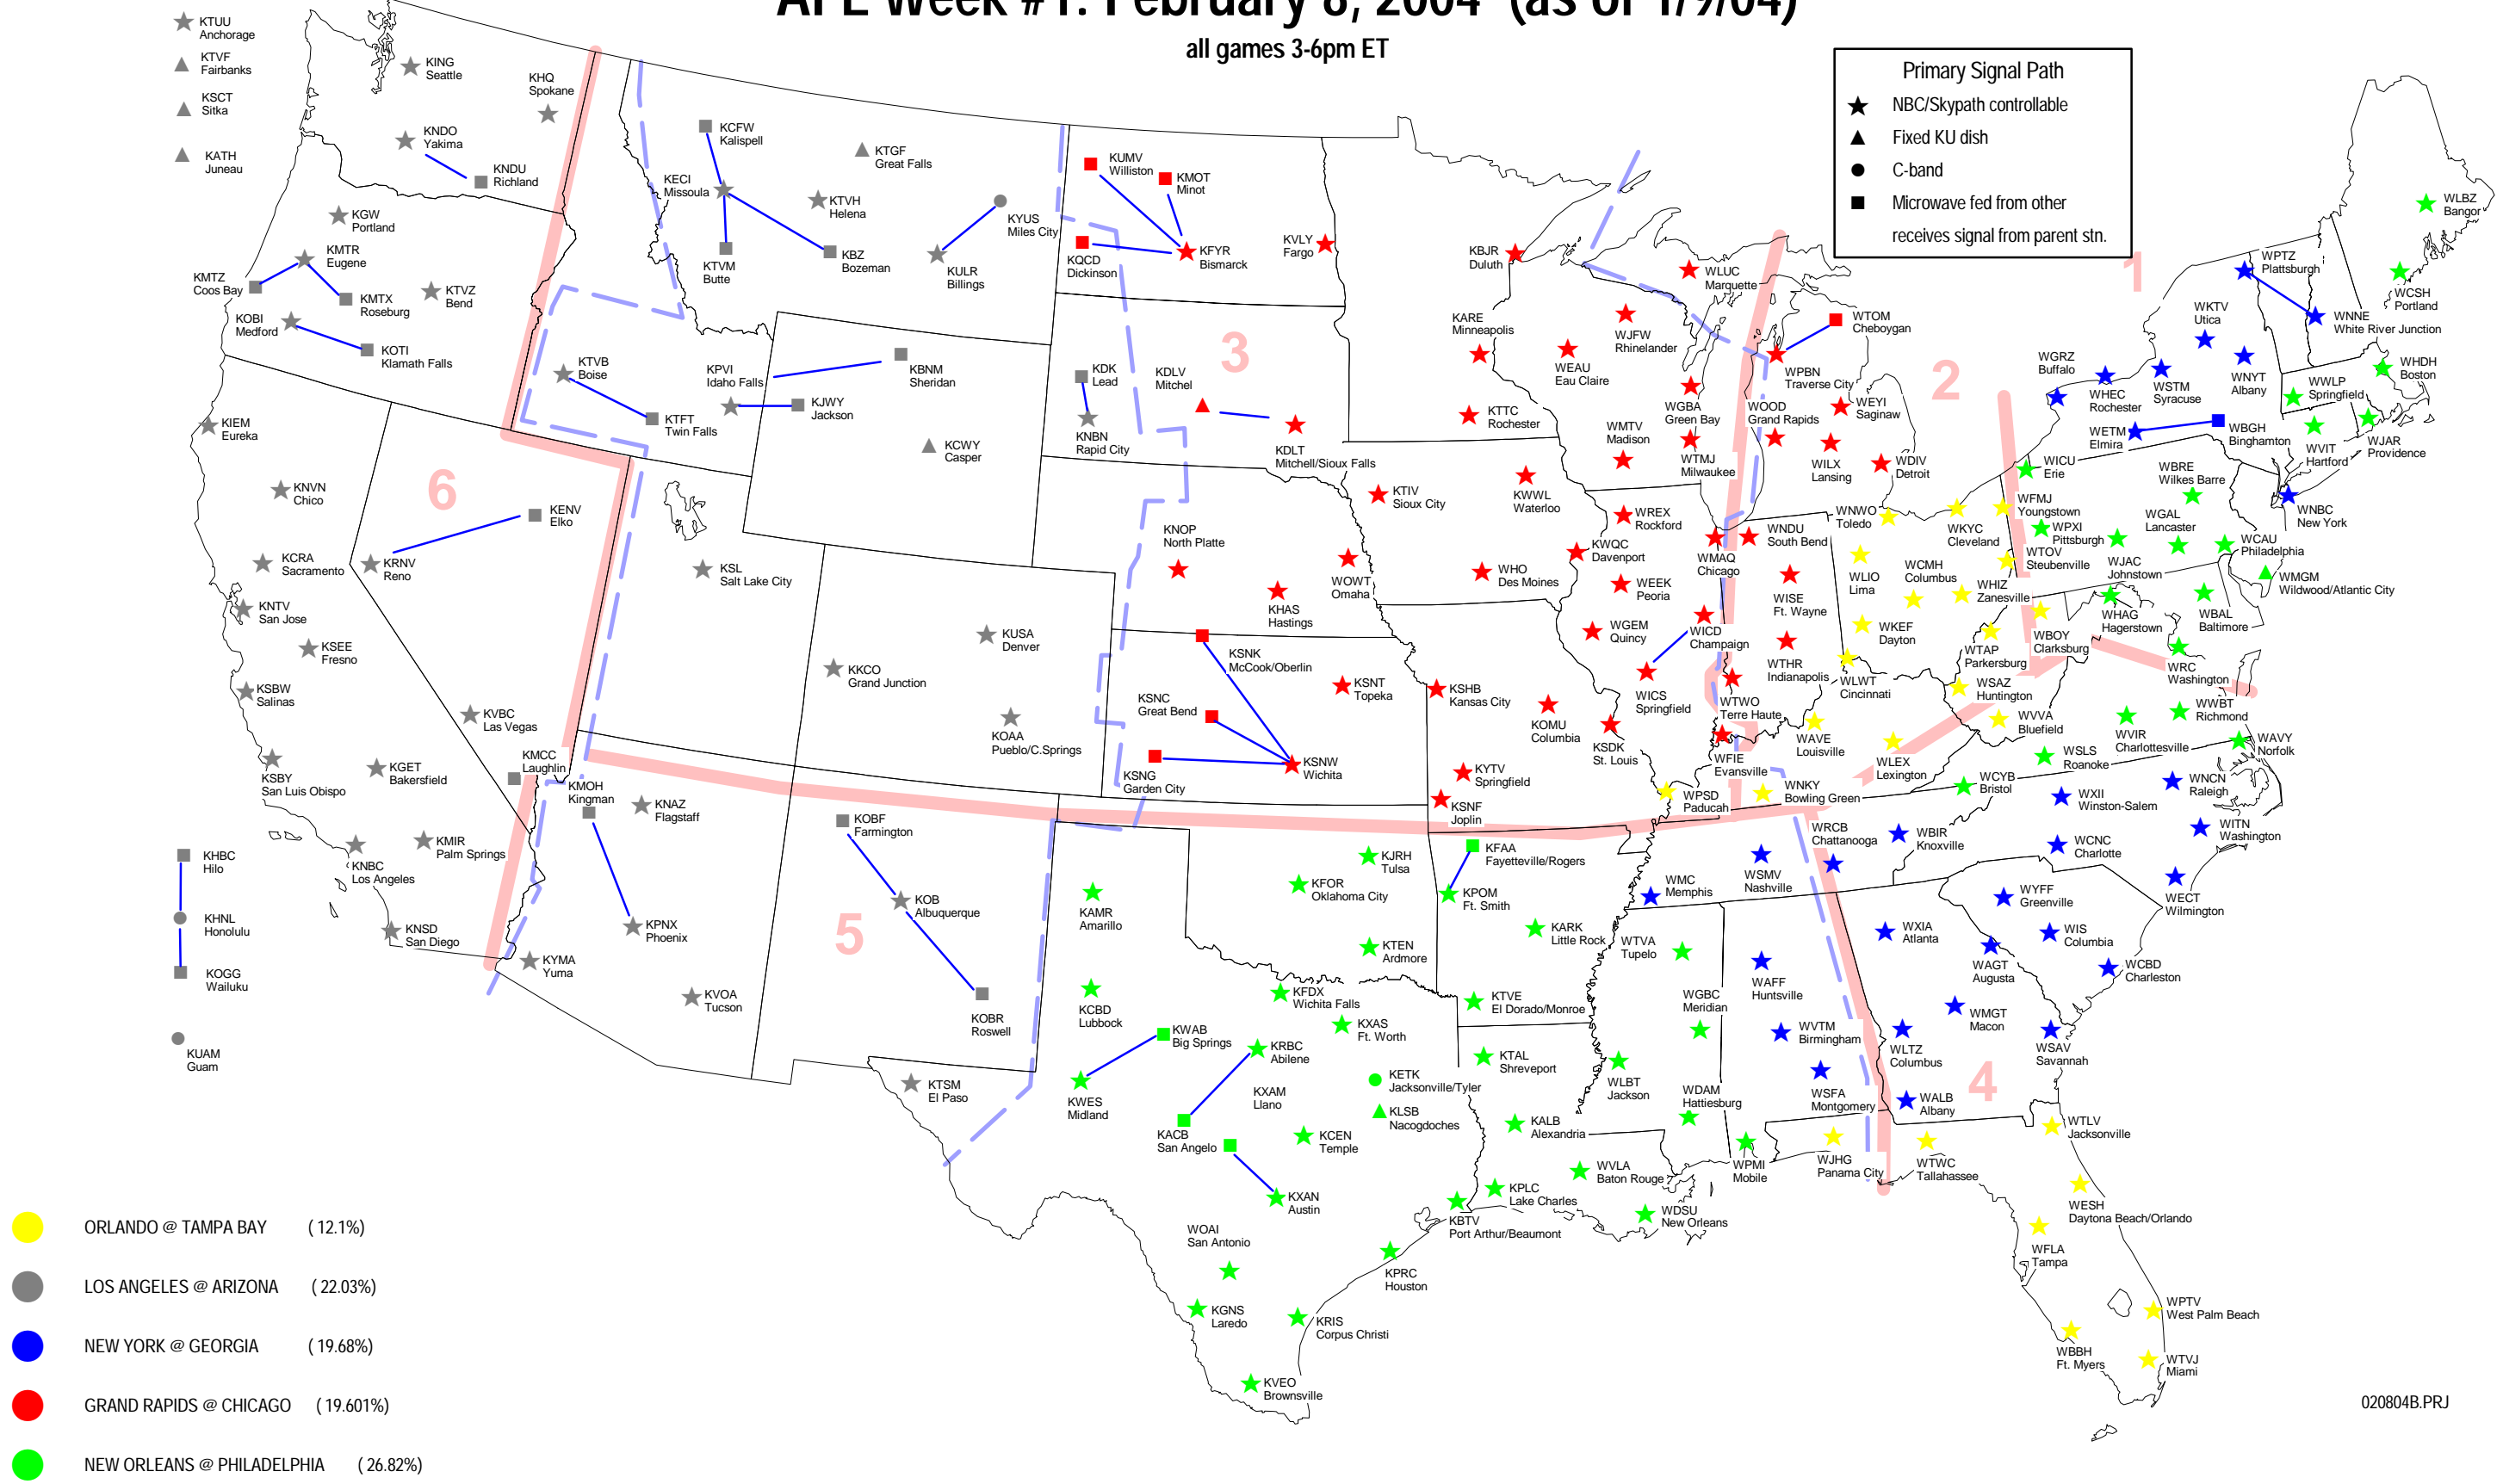 AFL Week #1: February 8, 2004 (as of 1/9/04)
all games 3-6pm ET
Primary Signal Path
NBC/Skypath controllable
Fixed KU dish
C-band
Microwave fed from other
receives signal from parent stn.
1
2
3
4
5
6
KTUU
Anchorage
KTVF
Fairbanks
KSCT
Sitka
KATH
Juneau
KING
Seattle
KHQ
Spokane
KNDO
Yakima
KNDU
Richland
KGW
Portland
KMTR
Eugene
KMTZ
Coos Bay
KMTX
Roseburg
KTVZ
Bend
KOBI
Medford
KOTI
Klamath Falls
KCFW
Kalispell
KECI
Missoula
KTGF
Great Falls
KTVH
Helena
KYUS
Miles City
KTVM
Butte
KBZ
Bozeman
KULR
Billings
KTVB
Boise
KTFT
Twin Falls
KPVI
Idaho Falls
KJWY
Jackson
KBNM
Sheridan
KCWY
Casper
KUMV
Williston
KMOT
Minot
KQCD
Dickinson
KFYR
Bismarck
KVLY
Fargo
KDK
Lead
KNBN
Rapid City
KDLV
Mitchel
KDLT
Mitchell/Sioux Falls
KBJR
Duluth
KARE
Minneapolis
KTTC
Rochester
WLUC
Marquette
WJFW
Rhinelander
WEAU
Eau Claire
WGBA
Green Bay
WMTV
Madison
WTMJ
Milwaukee
WTOM
Cheboygan
WPBN
Traverse City
WOOD
Grand Rapids
WEYI
Saginaw
WILX
Lansing
WDIV
Detroit
KIEM
Eureka
KNVN
Chico
KCRA
Sacramento
KNTV
San Jose
KSEE
Fresno
KSBW
Salinas
KSBY
San Luis Obispo
KGET
Bakersfield
KNBC
Los Angeles
KMIR
Palm Springs
KNSD
San Diego
KENV
Elko
KRNV
Reno
KVBC
Las Vegas
KMCC
Laughlin
KSL
Salt Lake City
KUSA
Denver
KKCO
Grand Junction
KOAA
Pueblo/C.Springs
KMOH
Kingman
KNAZ
Flagstaff
KPNX
Phoenix
KYMA
Yuma
KVOA
Tucson
KOBF
Farmington
KOB
Albuquerque
KOBR
Roswell
KTSM
El Paso
KHBC
Hilo
KHNL
Honolulu
KOGG
Wailuku
KUAM
Guam
KNOP
North Platte
KHAS
Hastings
WOWT
Omaha
KTIV
Sioux City
KWWL
Waterloo
WHO
Des Moines
KWQC
Davenport
KSNK
McCook/Oberlin
KSNC
Great Bend
KSNG
Garden City
KSNT
Topeka
KSNW
Wichita
KSHB
Kansas City
KOMU
Columbia
KSDK
St. Louis
KYTV
Springfield
KSNF
Joplin
WREX
Rockford
WMAQ
Chicago
WEEK
Peoria
WGEM
Quincy
WICD
Champaign
WICS
Springfield
WNDU
South Bend
WISE
Ft. Wayne
WTHR
Indianapolis
WTWO
Terre Haute
WFIE
Evansville
WPSD
Paducah
WNKY
Bowling Green
WAVE
Louisville
WLEX
Lexington
WNWO
Toledo
WKYC
Cleveland
WFMJ
Youngstown
WLIO
Lima
WCMH
Columbus
WHIZ
Zanesville
WTOV
Steubenville
WKEF
Dayton
WLWT
Cincinnati
WTAP
Parkersburg
WBOY
Clarksburg
WSAZ
Huntington
WVVA
Bluefield
WLBZ
Bangor
WCSH
Portland
WPTZ
Plattsburgh
WNNE
White River Junction
WKTV
Utica
WGRZ
Buffalo
WHEC
Rochester
WSTM
Syracuse
WNYT
Albany
WETM
Elmira
WBGH
Binghamton
WHDH
Boston
WWLP
Springfield
WVIT
Hartford
WJAR
Providence
WNBC
New York
WICU
Erie
WBRE
Wilkes Barre
WPXI
Pittsburgh
WGAL
Lancaster
WCAU
Philadelphia
WJAC
Johnstown
WMGM
Wildwood/Atlantic City
WHAG
Hagerstown
WBAL
Baltimore
WRC
Washington
WWBT
Richmond
WVIR
Charlottesville
WAVY
Norfolk
WSLS
Roanoke
WCYB
Bristol
WNCN
Raleigh
WXII
Winston-Salem
WITN
Washington
WCNC
Charlotte
WECT
Wilmington
WBIR
Knoxville
WRCB
Chattanooga
WSMV
Nashville
WMC
Memphis
WYFF
Greenville
WIS
Columbia
WCBD
Charleston
WXIA
Atlanta
WAGT
Augusta
WMGT
Macon
WLTZ
Columbus
WSAV
Savannah
WALB
Albany
WAFF
Huntsville
WVTM
Birmingham
WSFA
Montgomery
WPMI
Mobile
WTVA
Tupelo
WGBC
Meridian
WLBT
Jackson
WDAM
Hattiesburg
WJHG
Panama City
WTWC
Tallahassee
WTLV
Jacksonville
WESH
Daytona Beach/Orlando
WFLA
Tampa
WPTV
West Palm Beach
WBBH
Ft. Myers
WTVJ
Miami
KJRH
Tulsa
KFOR
Oklahoma City
KTEN
Ardmore
KFAA
Fayetteville/Rogers
KPOM
Ft. Smith
KARK
Little Rock
KTVE
El Dorado/Monroe
KAMR
Amarillo
KCBD
Lubbock
KFDX
Wichita Falls
KXAS
Ft. Worth
KWAB
Big Springs
KRBC
Abilene
KWES
Midland
KACB
San Angelo
KXAM
Llano
KETK
Jacksonville/Tyler
KLSB
Nacogdoches
KCEN
Temple
KXAN
Austin
KTAL
Shreveport
KALB
Alexandria
WVLA
Baton Rouge
KPLC
Lake Charles
WDSU
New Orleans
KBTV
Port Arthur/Beaumont
KPRC
Houston
WOAI
San Antonio
KGNS
Laredo
KRIS
Corpus Christi
KVEO
Brownsville
ORLANDO @ TAMPA BAY ( 12.1%)
LOS ANGELES @ ARIZONA ( 22.03%)
NEW YORK @ GEORGIA ( 19.68%)
GRAND RAPIDS @ CHICAGO ( 19.601%)
NEW ORLEANS @ PHILADELPHIA ( 26.82%)
020804B.PRJ